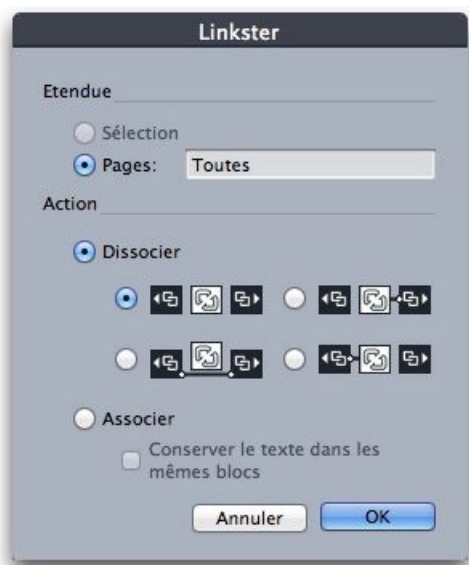 Linkster
Etendue
Sélection
Pages: Toutes
Action
Dissocier
Associer
Conserver le texte dans les
mêmes blocs
Annuler OK